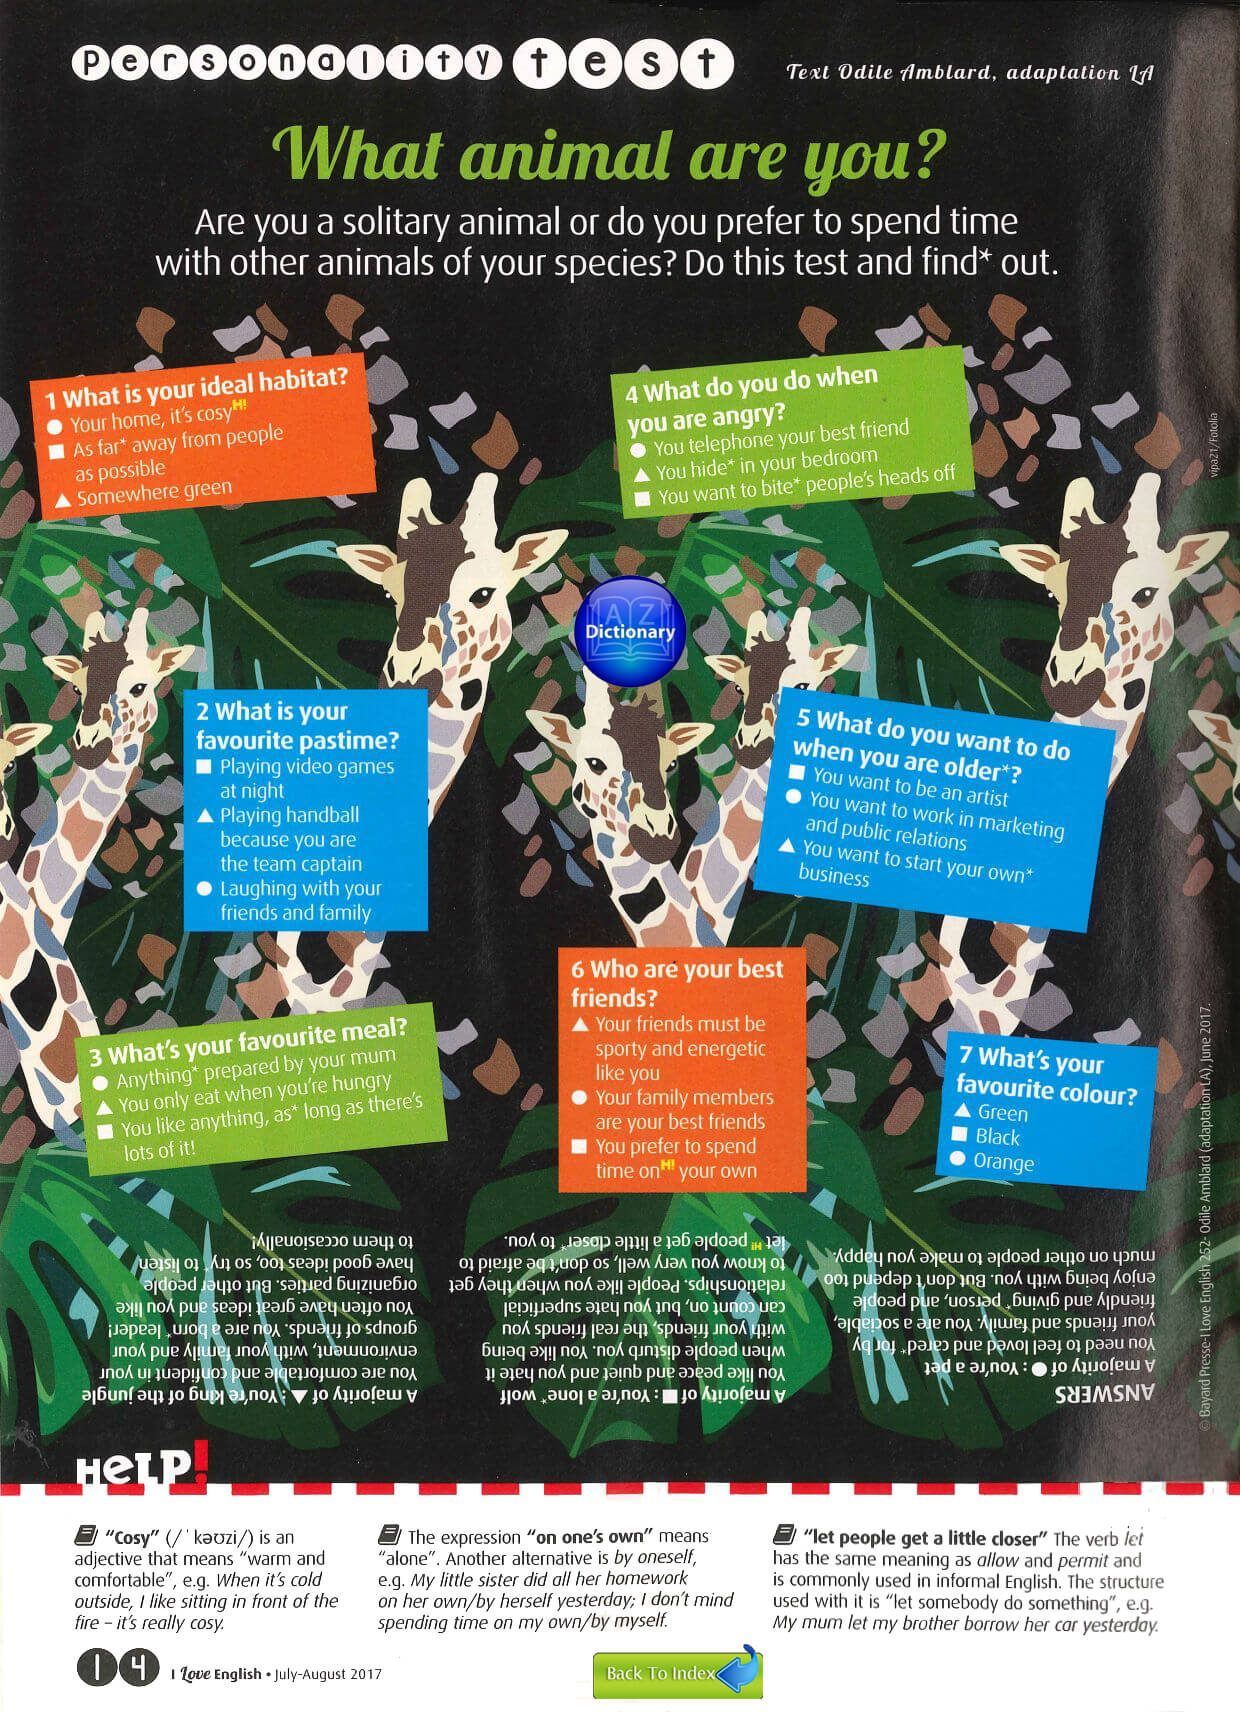 personality test
Text Odile Amblard, adaptation LA
What animal are you?
Are you a solitary animal or do you prefer to spend time
with other animals of your species? Do this test and find* out.
1 What is your ideal habitat?
● Your home, it's cosyH!
■ As far* away from people
as possible
▲ Somewhere green
4 What do you do when
you are angry?
● You telephone your best friend
▲ You hide* in your bedroom
■ You want to bite* people's heads off
vipa21/Fotolia
A Z
Dictionary
2 What is your
favourite pastime?
■ Playing video games
at night
▲ Playing handball
because you are
the team captain
● Laughing with your
friends and family
5 What do you want to do
when you are older*?
■ You want to be an artist
● You want to work in marketing
and public relations
▲ You want to start your own*
business
3 What's your favourite meal?
● Anything* prepared by your mum
▲ You only eat when you're hungry
■ You like anything, as* long as there's
lots of it!
6 Who are your best
friends?
▲ Your friends must be
sporty and energetic
like you
● Your family members
are your best friends
■ You prefer to spend
time onH! your own
7 What's your
favourite colour?
▲ Green
■ Black
● Orange
ANSWERS
A majority of ●: You're a pet
You need to feel loved and cared* for by
your friends and family. You are a sociable,
friendly and giving* person, and people
enjoy being with you. But don't depend too
much on other people to make you happy.
A majority of ■: You're a lone* wolf
You like peace and quiet and you hate it
when people disturb you. You like being
with your friends, the real friends you
can count on, but you hate superficial
relationships. People like you when they get
to know you very well, so don't be afraid to
letH! people get a little closer* to you.
A majority of ▲: You're king of the jungle
You are comfortable and confident in your
environment, with your family and your
groups of friends. You are a born* leader!
You often have great ideas and you like
organizing parties. But other people
have good ideas too, so try* to listen
to them occasionally!
© Bayard Presse-I Love English 252- Odile Amblard (adaptation LA), June 2017.
HELP!
"Cosy" (/ˈkəʊzi/) is an
adjective that means "warm and
comfortable", e.g. When it's cold
outside, I like sitting in front of the
fire – it's really cosy.
The expression "on one's own" means
"alone". Another alternative is by oneself,
e.g. My little sister did all her homework
on her own/by herself yesterday; I don't mind
spending time on my own/by myself.
"let people get a little closer" The verb let
has the same meaning as allow and permit and
is commonly used in informal English. The structure
used with it is "let somebody do something", e.g.
My mum let my brother borrow her car yesterday.
14 I Love English • July-August 2017
Back To Index